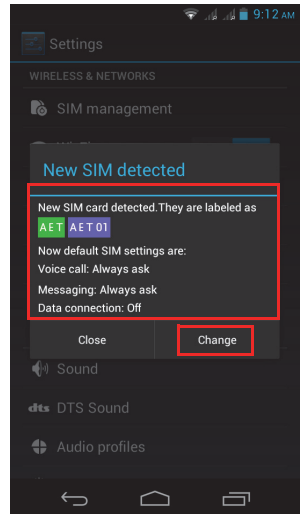 9:12 AM
Settings
WIRELESS & NETWORKS
SIM management
New SIM detected
New SIM card detected.They are labeled as
AET AET01
Now default SIM settings are:
Voice call: Always ask
Messaging: Always ask
Data connection: Off
Close Change
Sound
dts DTS Sound
Audio profiles